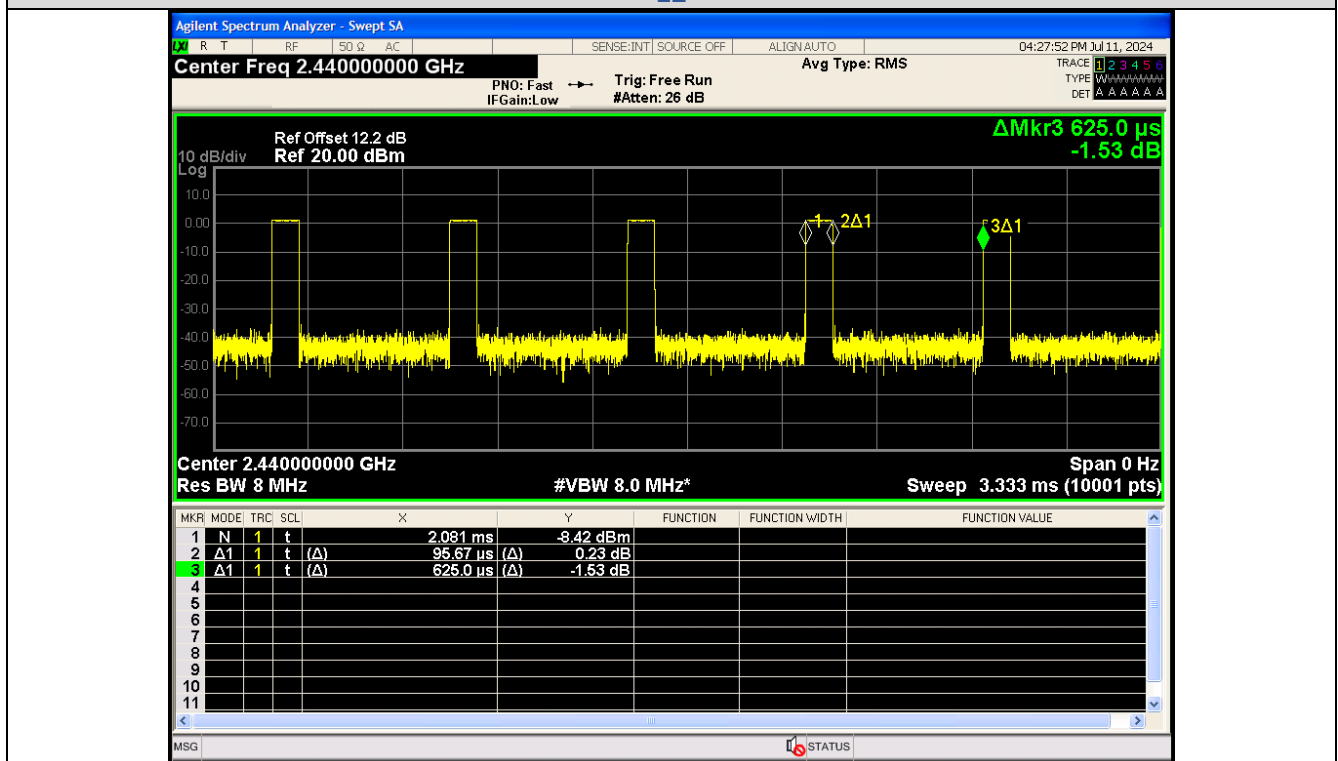 Agilent Spectrum Analyzer - Swept SA
LXI R T RF 50 Ω AC SENSE:INT SOURCE OFF ALIGN AUTO 04:27:52 PM Jul 11, 2024
Center Freq 2.440000000 GHz Avg Type: RMS TRACE 1 2 3 4 5 6
PNO: Fast Trig: Free Run TYPE W
IFGain:Low #Atten: 26 dB DET A A A A A A
ΔMkr3 625.0 µs
Ref Offset 12.2 dB
10 dB/div Ref 20.00 dBm -1.53 dB
Log
10.0
0.00
1 2Δ1 3Δ1
-10.0
-20.0
-30.0
-40.0
-50.0
-60.0
-70.0
Center 2.440000000 GHz Span 0 Hz
Res BW 8 MHz #VBW 8.0 MHz* Sweep 3.333 ms (10001 pts)
MKR MODE TRC SCL X Y FUNCTION FUNCTION WIDTH FUNCTION VALUE
1 N 1 t 2.081 ms -8.42 dBm
2 Δ1 1 t (Δ) 95.67 µs (Δ) 0.23 dB
3 Δ1 1 t (Δ) 625.0 µs (Δ) -1.53 dB
4
5
6
7
8
9
10
11
MSG STATUS